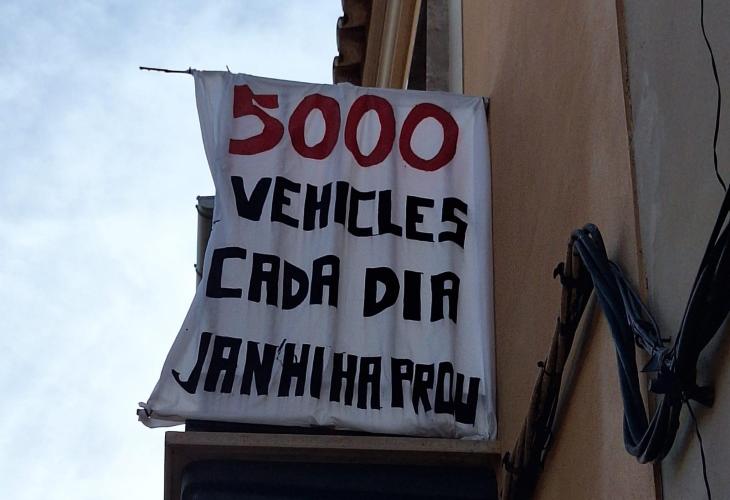 5000
VEHICLES
CADA DIA
JA N'HI HA PROU